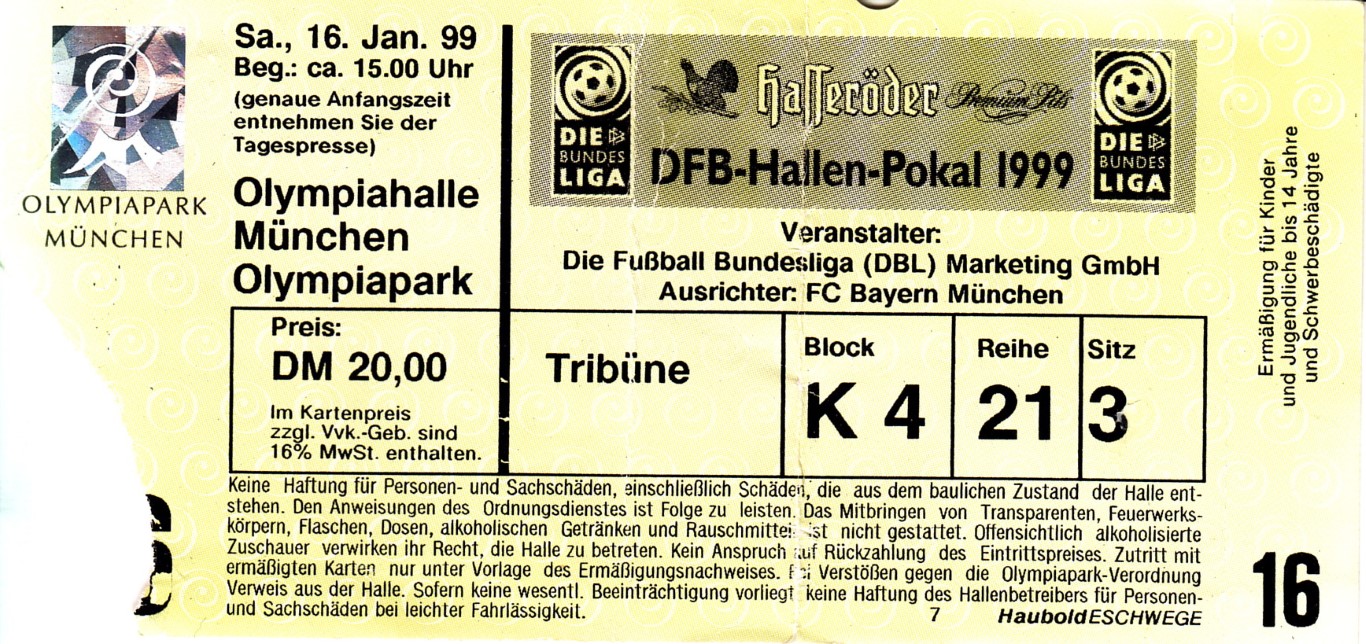 OLYMPIAPARK
MÜNCHEN
Sa., 16. Jan. 99
Beg.: ca. 15.00 Uhr
(genaue Anfangszeit
entnehmen Sie der
Tagespresse)
Olympiahalle
München
Olympiapark
DIE
BUNDES
LIGA
Hasseröder Premium Pils
DFB-Hallen-Pokal 1999
DIE
BUNDES
LIGA
Veranstalter:
Die Fußball Bundesliga (DBL) Marketing GmbH
Ausrichter: FC Bayern München
Preis:
DM 20,00
Im Kartenpreis
zzgl. Vvk.-Geb. sind
16% MwSt. enthalten.
Tribüne
Block
K 4
Reihe
21
Sitz
3
Keine Haftung für Personen- und Sachschäden, einschließlich Schäden, die aus dem baulichen Zustand der Halle ent-
stehen. Den Anweisungen des Ordnungsdienstes ist Folge zu leisten. Das Mitbringen von Transparenten, Feuerwerks-
körpern, Flaschen, Dosen, alkoholischen Getränken und Rauschmitteln ist nicht gestattet. Offensichtlich alkoholisierte
Zuschauer verwirken ihr Recht, die Halle zu betreten. Kein Anspruch auf Rückzahlung des Eintrittspreises. Zutritt mit
ermäßigten Karten nur unter Vorlage des Ermäßigungsnachweises. Bei Verstößen gegen die Olympiapark-Verordnung
Verweis aus der Halle. Sofern keine wesentl. Beeinträchtigung vorliegt keine Haftung des Hallenbetreibers für Personen-
und Sachschäden bei leichter Fahrlässigkeit.
7 Haubold ESCHWEGE
Ermäßigung für Kinder
und Jugendliche bis 14 Jahre
und Schwerbeschädigte
16